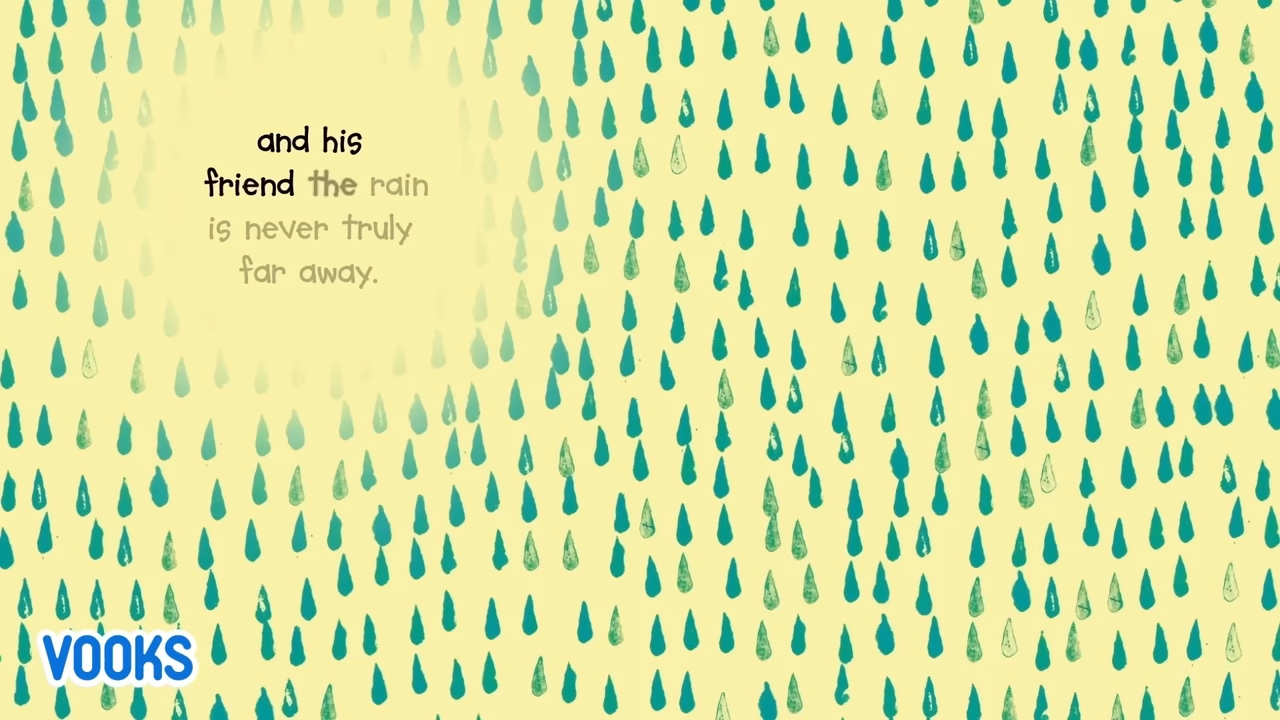 and his
friend the rain
is never truly
far away.
VOOKS